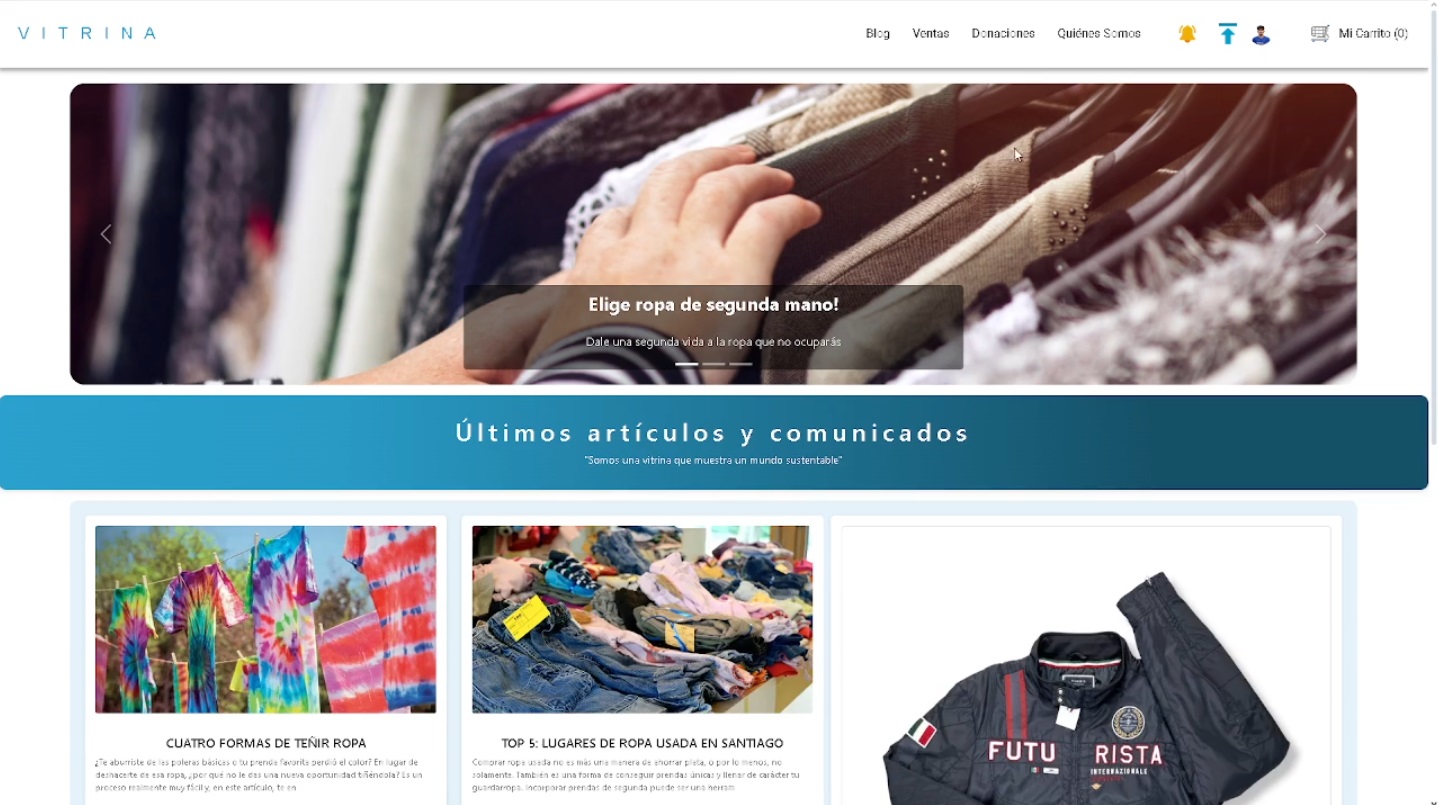 VITRINA
Blog Ventas Donaciones Quiénes Somos Mi Carrito (0)
Elige ropa de segunda mano!
Dale una segunda vida a la ropa que no ocuparás
Últimos artículos y comunicados
"Somos una vitrina que muestra un mundo sustentable"
CUATRO FORMAS DE TEÑIR ROPA
¿Te aburriste de las poleras básicas o tu prenda favorita perdió el color? En lugar de
deshacerte de esa ropa, ¿por qué no le das una nueva oportunidad tiñéndola? Es un
proceso realmente muy fácil y, en este artículo, te en
TOP 5: LUGARES DE ROPA USADA EN SANTIAGO
Comprar ropa usada no es más una manera de ahorrar plata, o por lo menos, no
solamente. También es una forma de conseguir prendas únicas y llenar de carácter tu
guardarropa. Incorporar prendas de segunda puede ser una herram
FUTU RISTA
INTERNAZIONALE